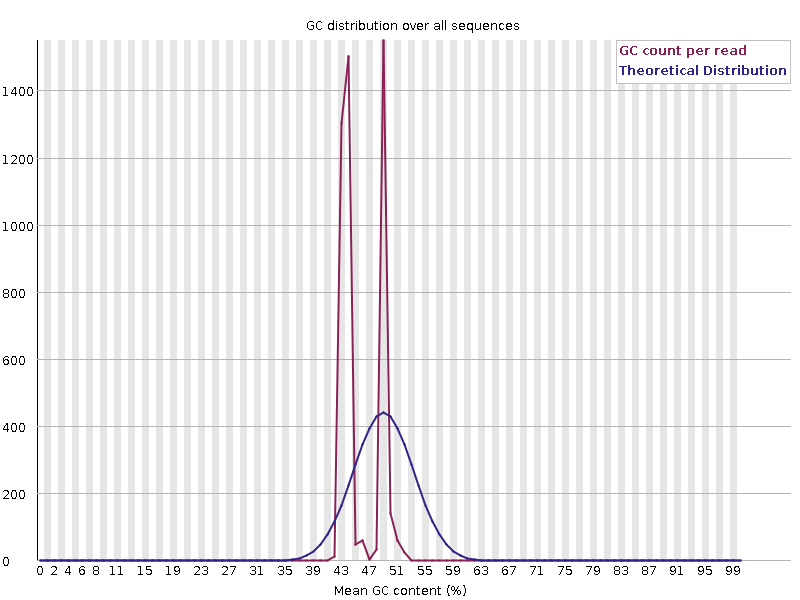 GC distribution over all sequences
GC count per read
Theoretical Distribution
1400
1200
1000
800
600
400
200
0
0 2 4 6 8 11 15 19 23 27 31 35 39 43 47 51 55 59 63 67 71 75 79 83 87 91 95 99
Mean GC content (%)